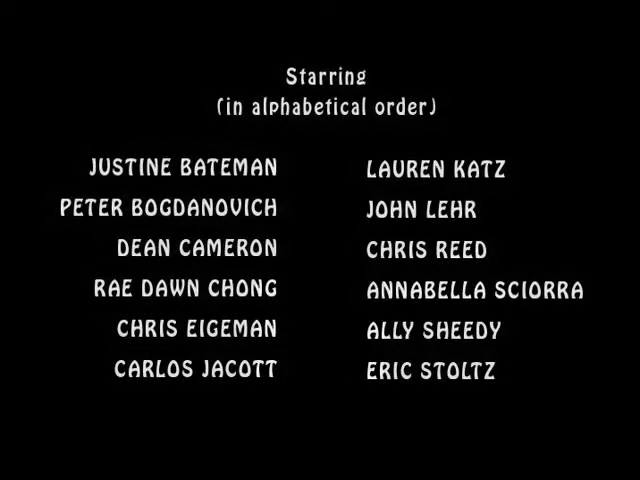 Starring
(in alphabetical order)
JUSTINE BATEMAN
PETER BOGDANOVICH
DEAN CAMERON
RAE DAWN CHONG
CHRIS EIGEMAN
CARLOS JACOTT
LAUREN KATZ
JOHN LEHR
CHRIS REED
ANNABELLA SCIORRA
ALLY SHEEDY
ERIC STOLTZ